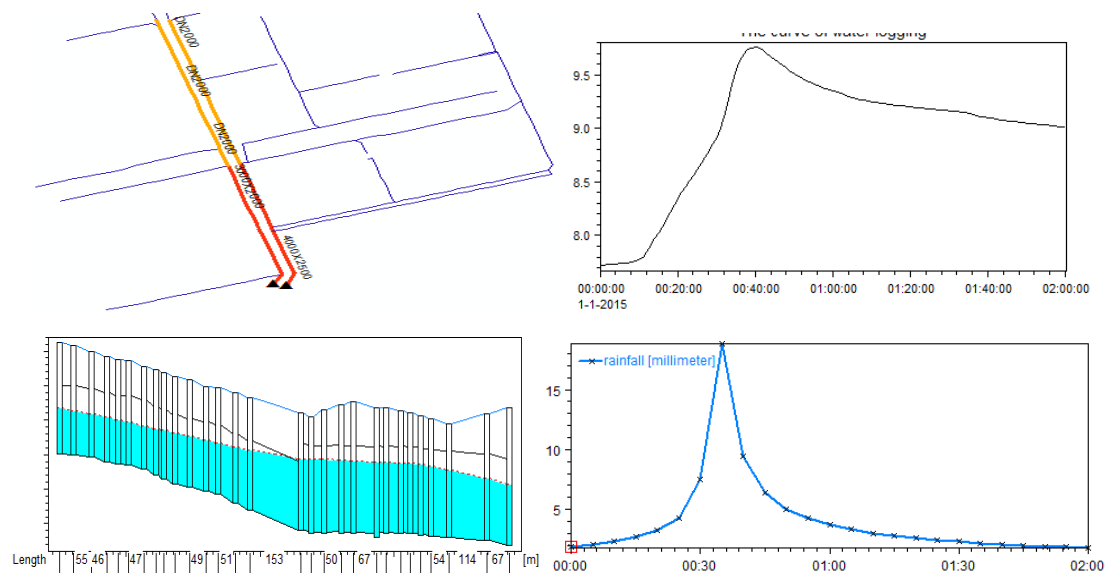 DN2000
DN2000
DN2000
3000X2000
4000X2500
The curve of water logging
9.5
9.0
8.5
8.0
00:00:00 00:20:00 00:40:00 01:00:00 01:20:00 01:40:00 02:00:00
1-1-2015
Length 55 46 47 49 51 153 50 67 54 114 67 [m]
rainfall [millimeter]
15
10
5
00:00 00:30 01:00 01:30 02:00